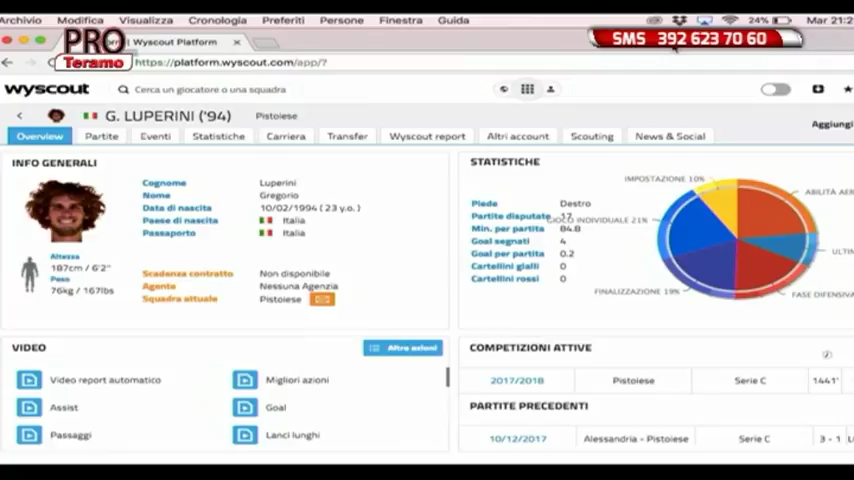 Archivio Modifica Visualizza Cronologia Preferiti Persone Finestra Guida 24% Mar 21:2
PRO
Teramo
SMS 392 623 70 60
Wyscout Platform
https://platform.wyscout.com/app/?
wyscout Cerca un giocatore o una squadra
G. LUPERINI ('94) Pistoiese
Aggiungi
Overview Partite Eventi Statistiche Carriera Transfer Wyscout report Altri account Scouting News & Social
INFO GENERALI
Cognome Luperini
Nome Gregorio
Data di nascita 10/02/1994 ( 23 y.o. )
Paese di nascita Italia
Passaporto Italia
Altezza
187cm / 6'2"
Peso
76kg / 167lbs
Scadenza contratto Non disponibile
Agente Nessuna Agenzia
Squadra attuale Pistoiese
STATISTICHE
Piede Destro
Partite disputate 17
Min. per partita 84.8
Goal segnati 4
Goal per partita 0.2
Cartellini gialli 0
Cartellini rossi 0
IMPOSTAZIONE 10%
ABILITÀ AER
GIOCO INDIVIDUALE 21%
ULTIM
FINALIZZAZIONE 19%
FASE DIFENSIVA
VIDEO Altre azioni
Video report automatico Migliori azioni
Assist Goal
Passaggi Lanci lunghi
COMPETIZIONI ATTIVE
2017/2018 Pistoiese Serie C 1441'
PARTITE PRECEDENTI
10/12/2017 Alessandria - Pistoiese Serie C 3 - 1